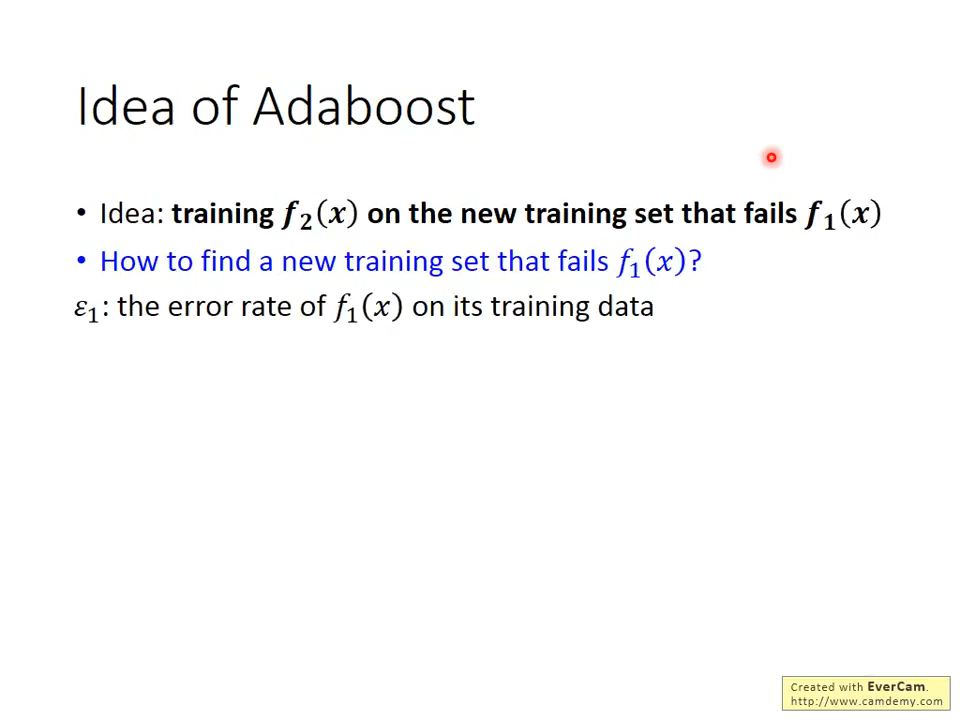 Idea of Adaboost
• Idea: training f₂(x) on the new training set that fails f₁(x)
• How to find a new training set that fails f₁(x)?
ε₁: the error rate of f₁(x) on its training data
Created with EverCam.
http://www.camdemy.com